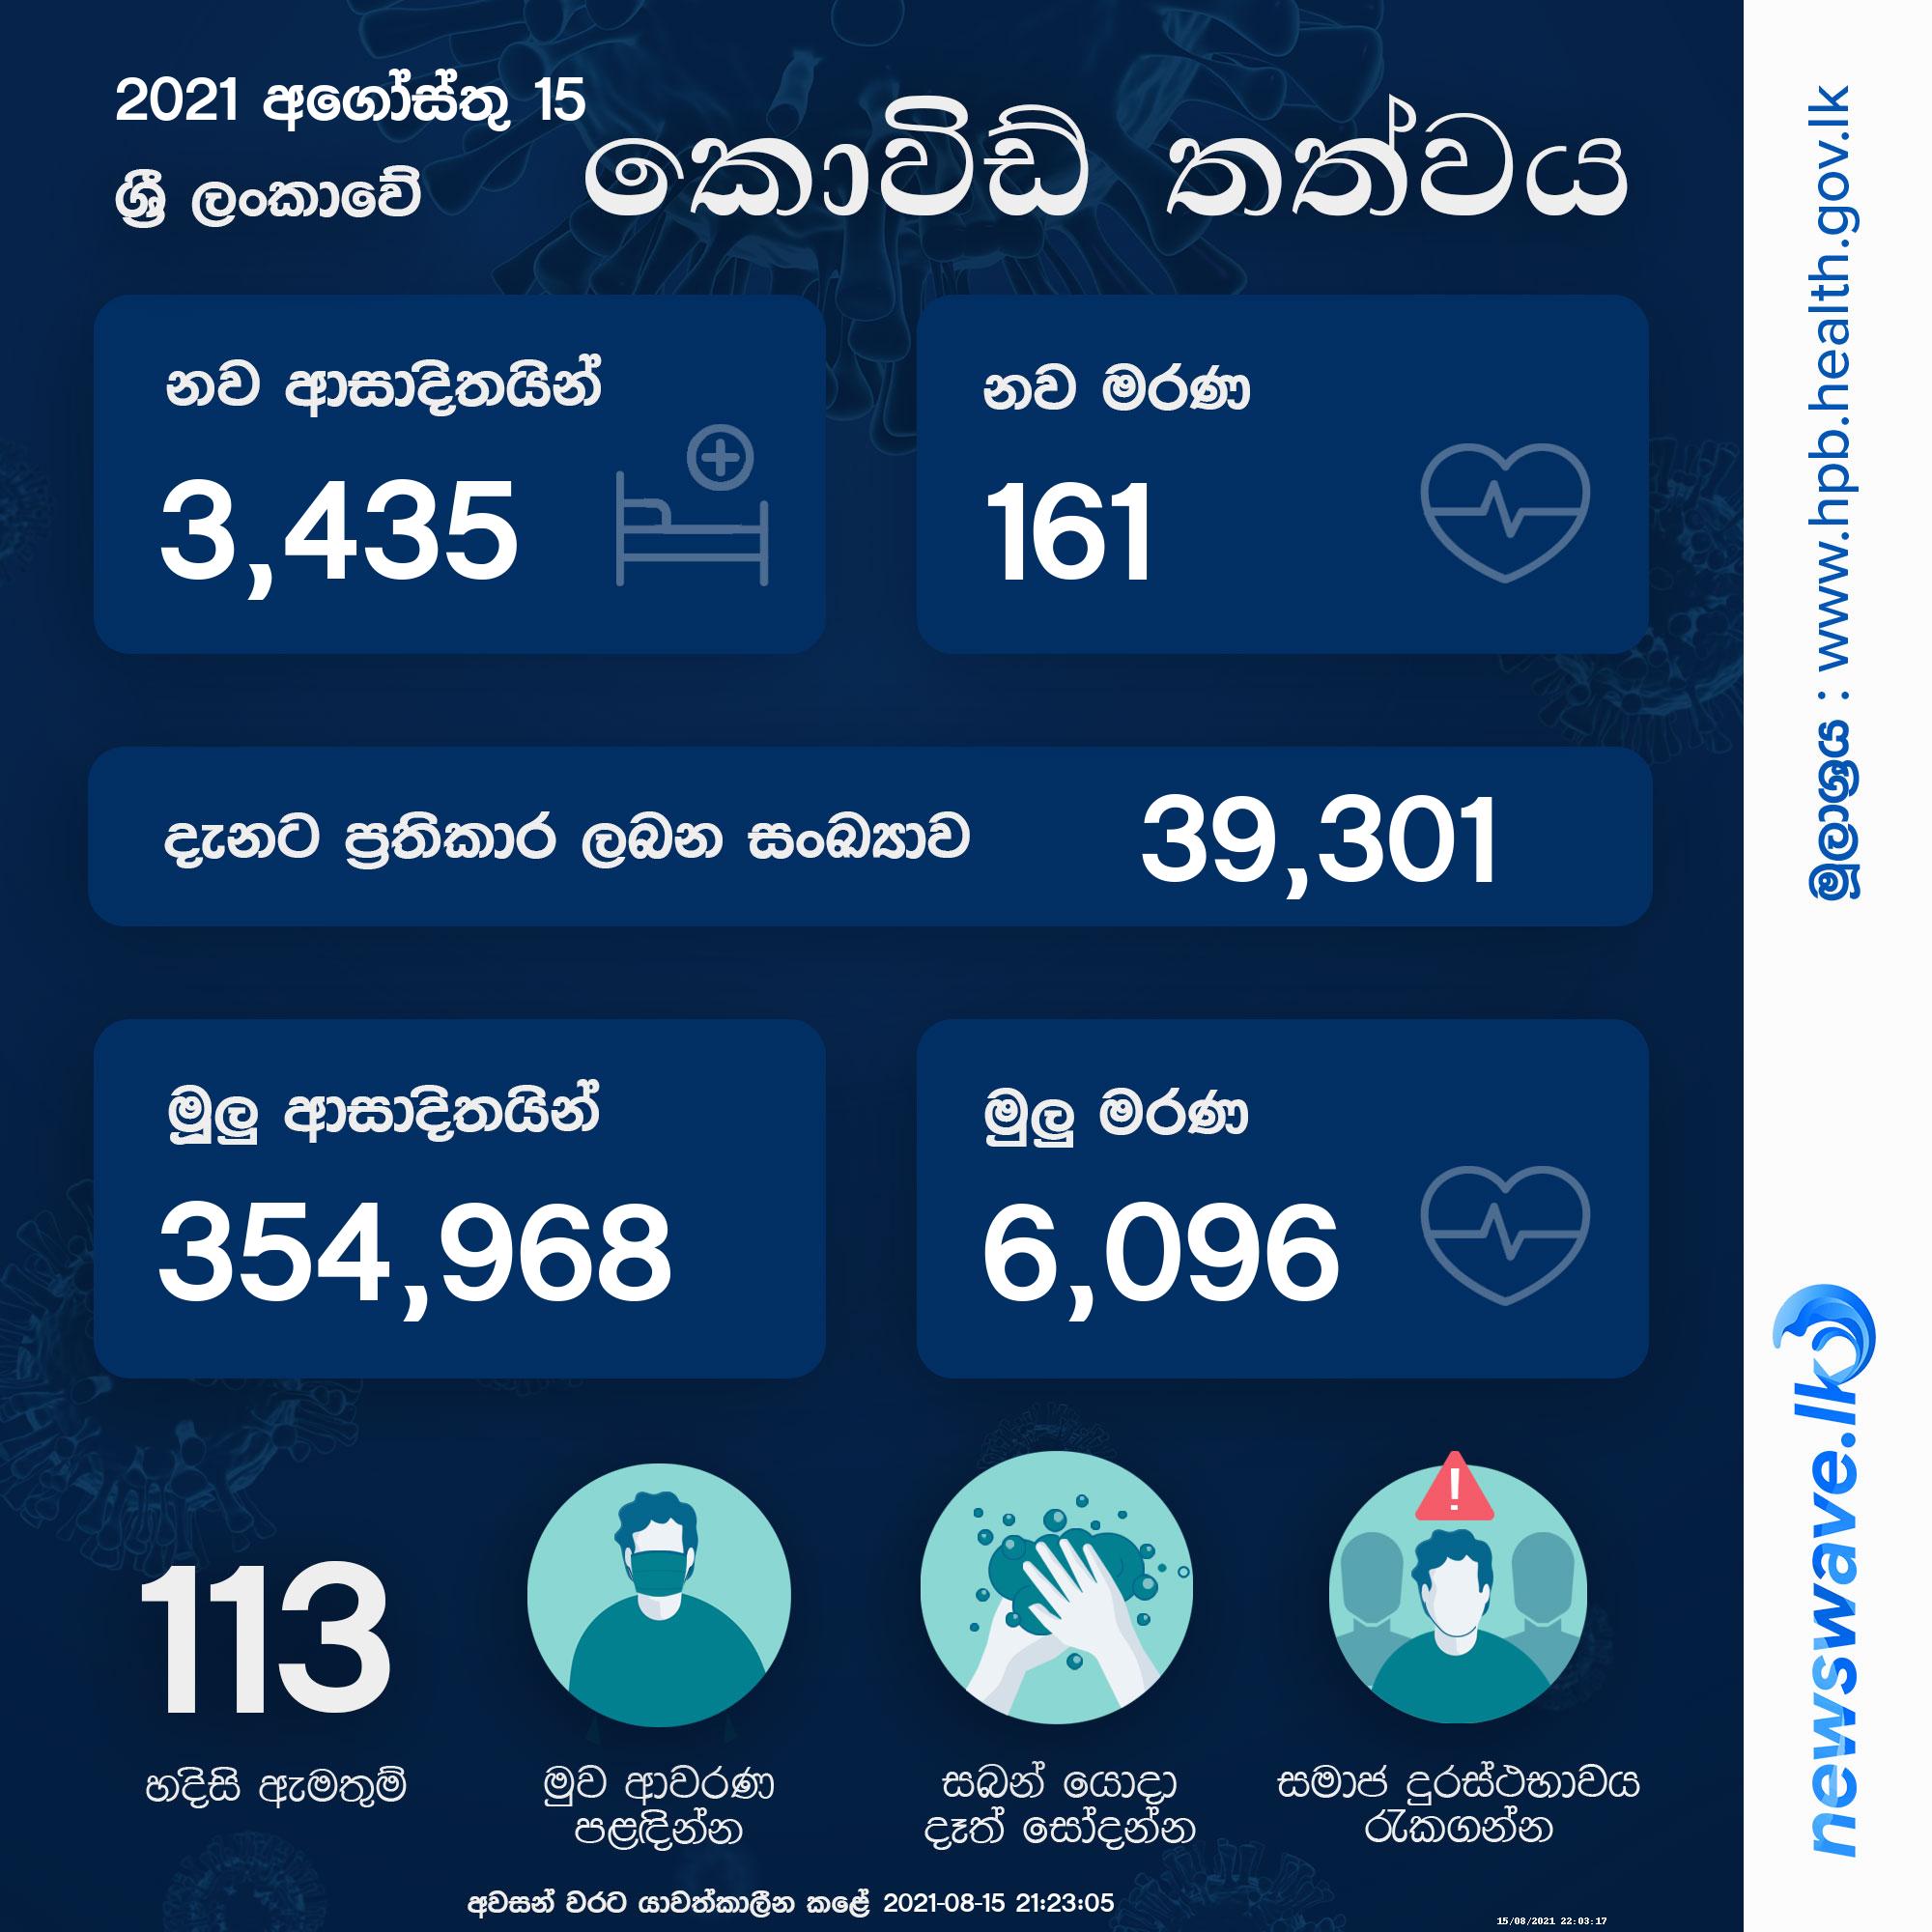 2021 අගෝස්තු 15
ශ්‍රී ලංකාවේ
කොවිඩ් තත්වය
නව ආසාදිතයින්
3,435
නව මරණ
161
දැනට ප්‍රතිකාර ලබන සංඛ්‍යාව
39,301
මුලු ආසාදිතයින්
354,968
මුලු මරණ
6,096
113
හදිසි ඇමතුම්
මුව ආවරණ
පළඳින්න
සබන් යොදා
දෑත් සෝදන්න
සමාජ දුරස්ථභාවය
රැකගන්න
අවසන් වරට යාවත්කාලීන කළේ 2021-08-15 21:23:05
15/08/2021 22:03:17
මූලාශ්‍රය : www.hpb.health.gov.lk
newswave.lk